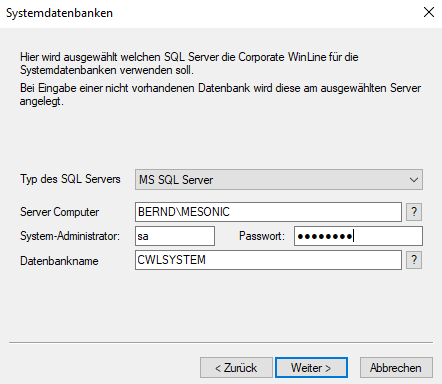 Systemdatenbanken
Hier wird ausgewählt welchen SQL Server die Corporate WinLine für die
Systemdatenbanken verwenden soll.
Bei Eingabe einer nicht vorhandenen Datenbank wird diese am ausgewählten Server
angelegt.
Typ des SQL Servers MS SQL Server
Server Computer BERND\MESONIC ?
System-Administrator: sa Passwort: ●●●●●●●●
Datenbankname CWLSYSTEM ?
< Zurück Weiter > Abbrechen